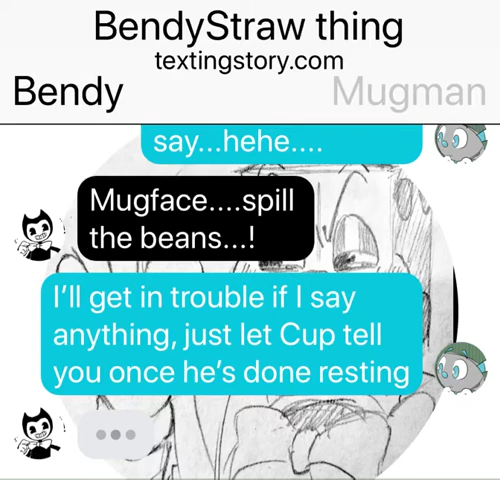 BendyStraw thing
textingstory.com
Bendy
Mugman
say...hehe....
Mugface....spill
the beans...!
I'll get in trouble if I say
anything, just let Cup tell
you once he's done resting